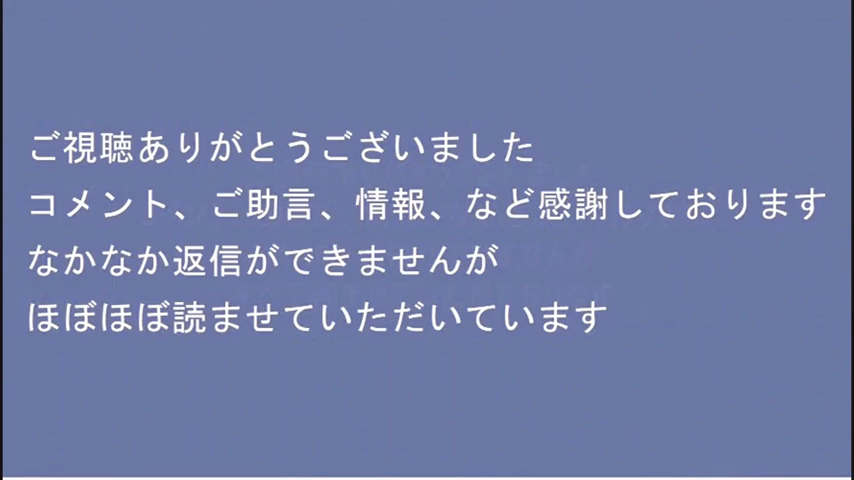 ご視聴ありがとうございました
コメント、ご助言、情報、など感謝しております
なかなか返信ができませんが
ほぼほぼ読ませていただいています